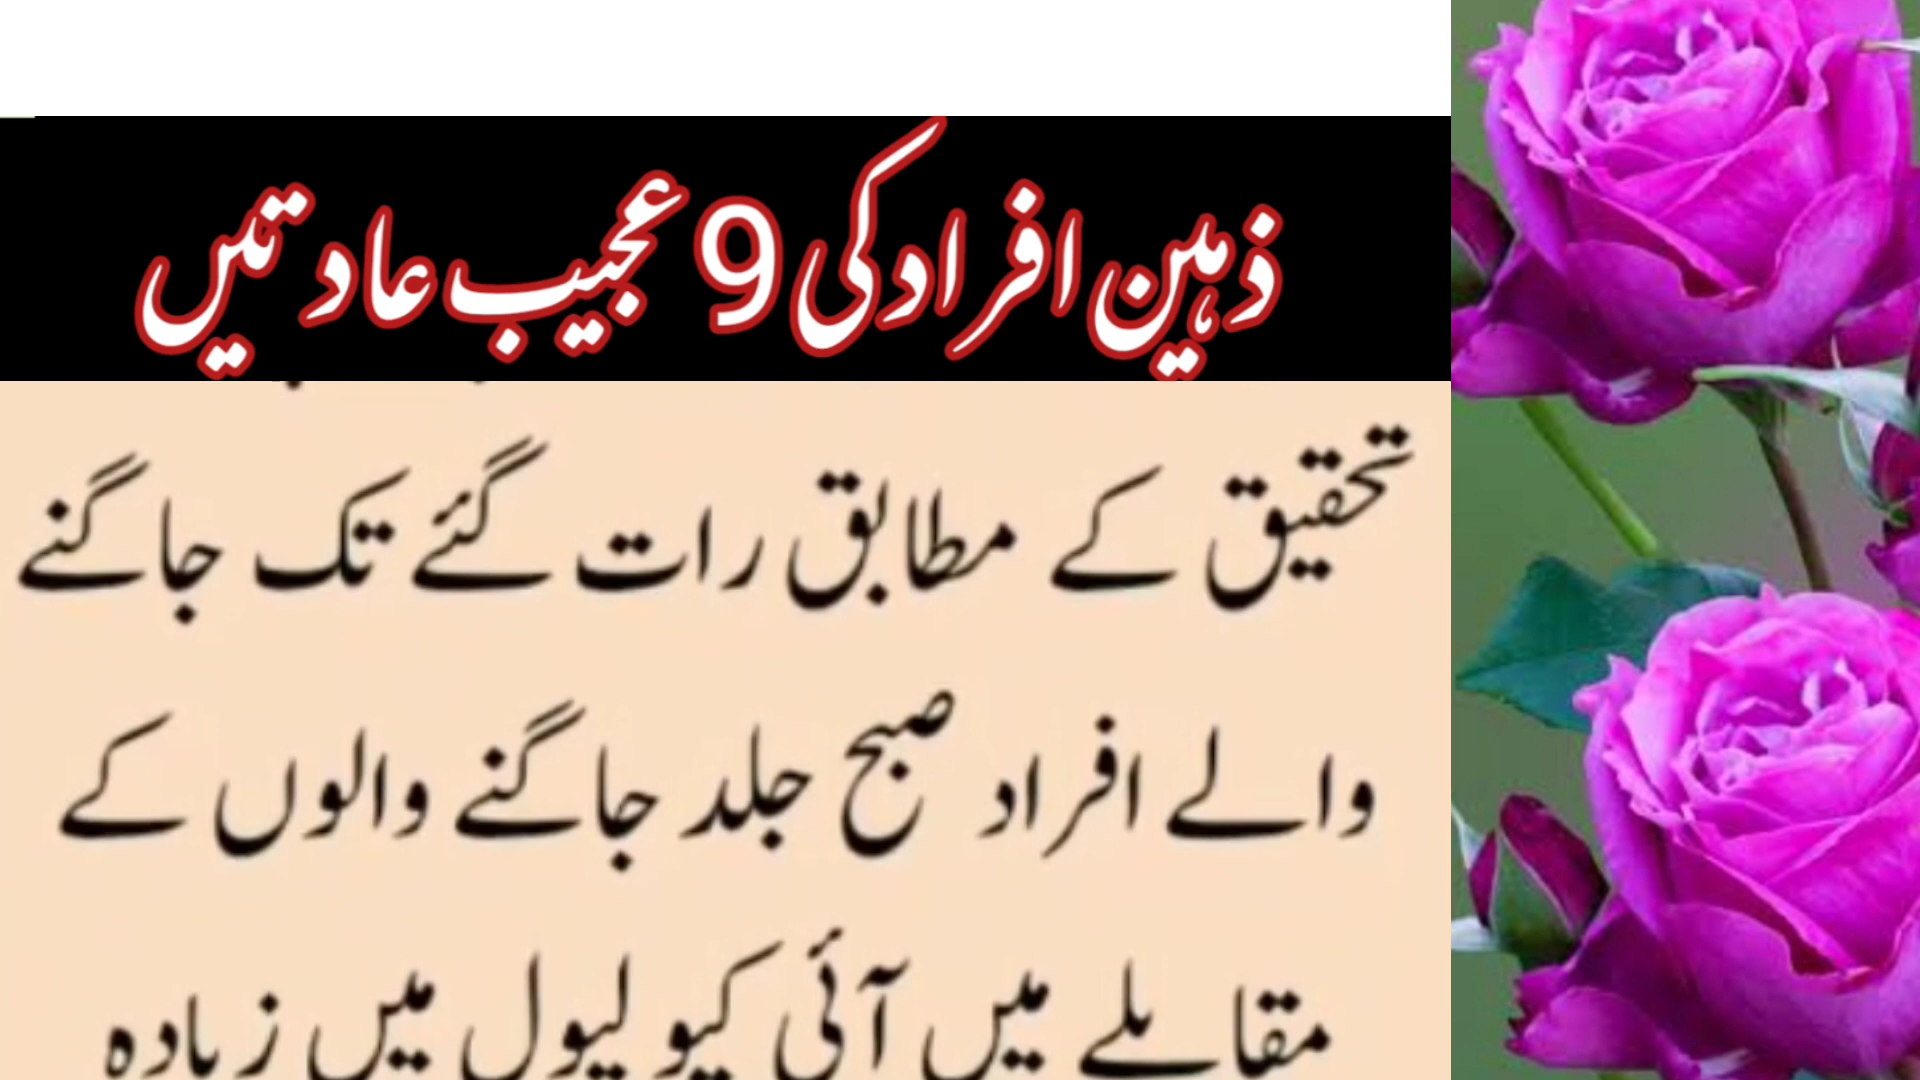 ذہین افراد کی 9 عجیب عادتیں
تحقیق کے مطابق رات گئے تک جاگنے
والے افراد صبح جلد جاگنے والوں کے
مقابلے میں آئی کیو لیول میں زیادہ